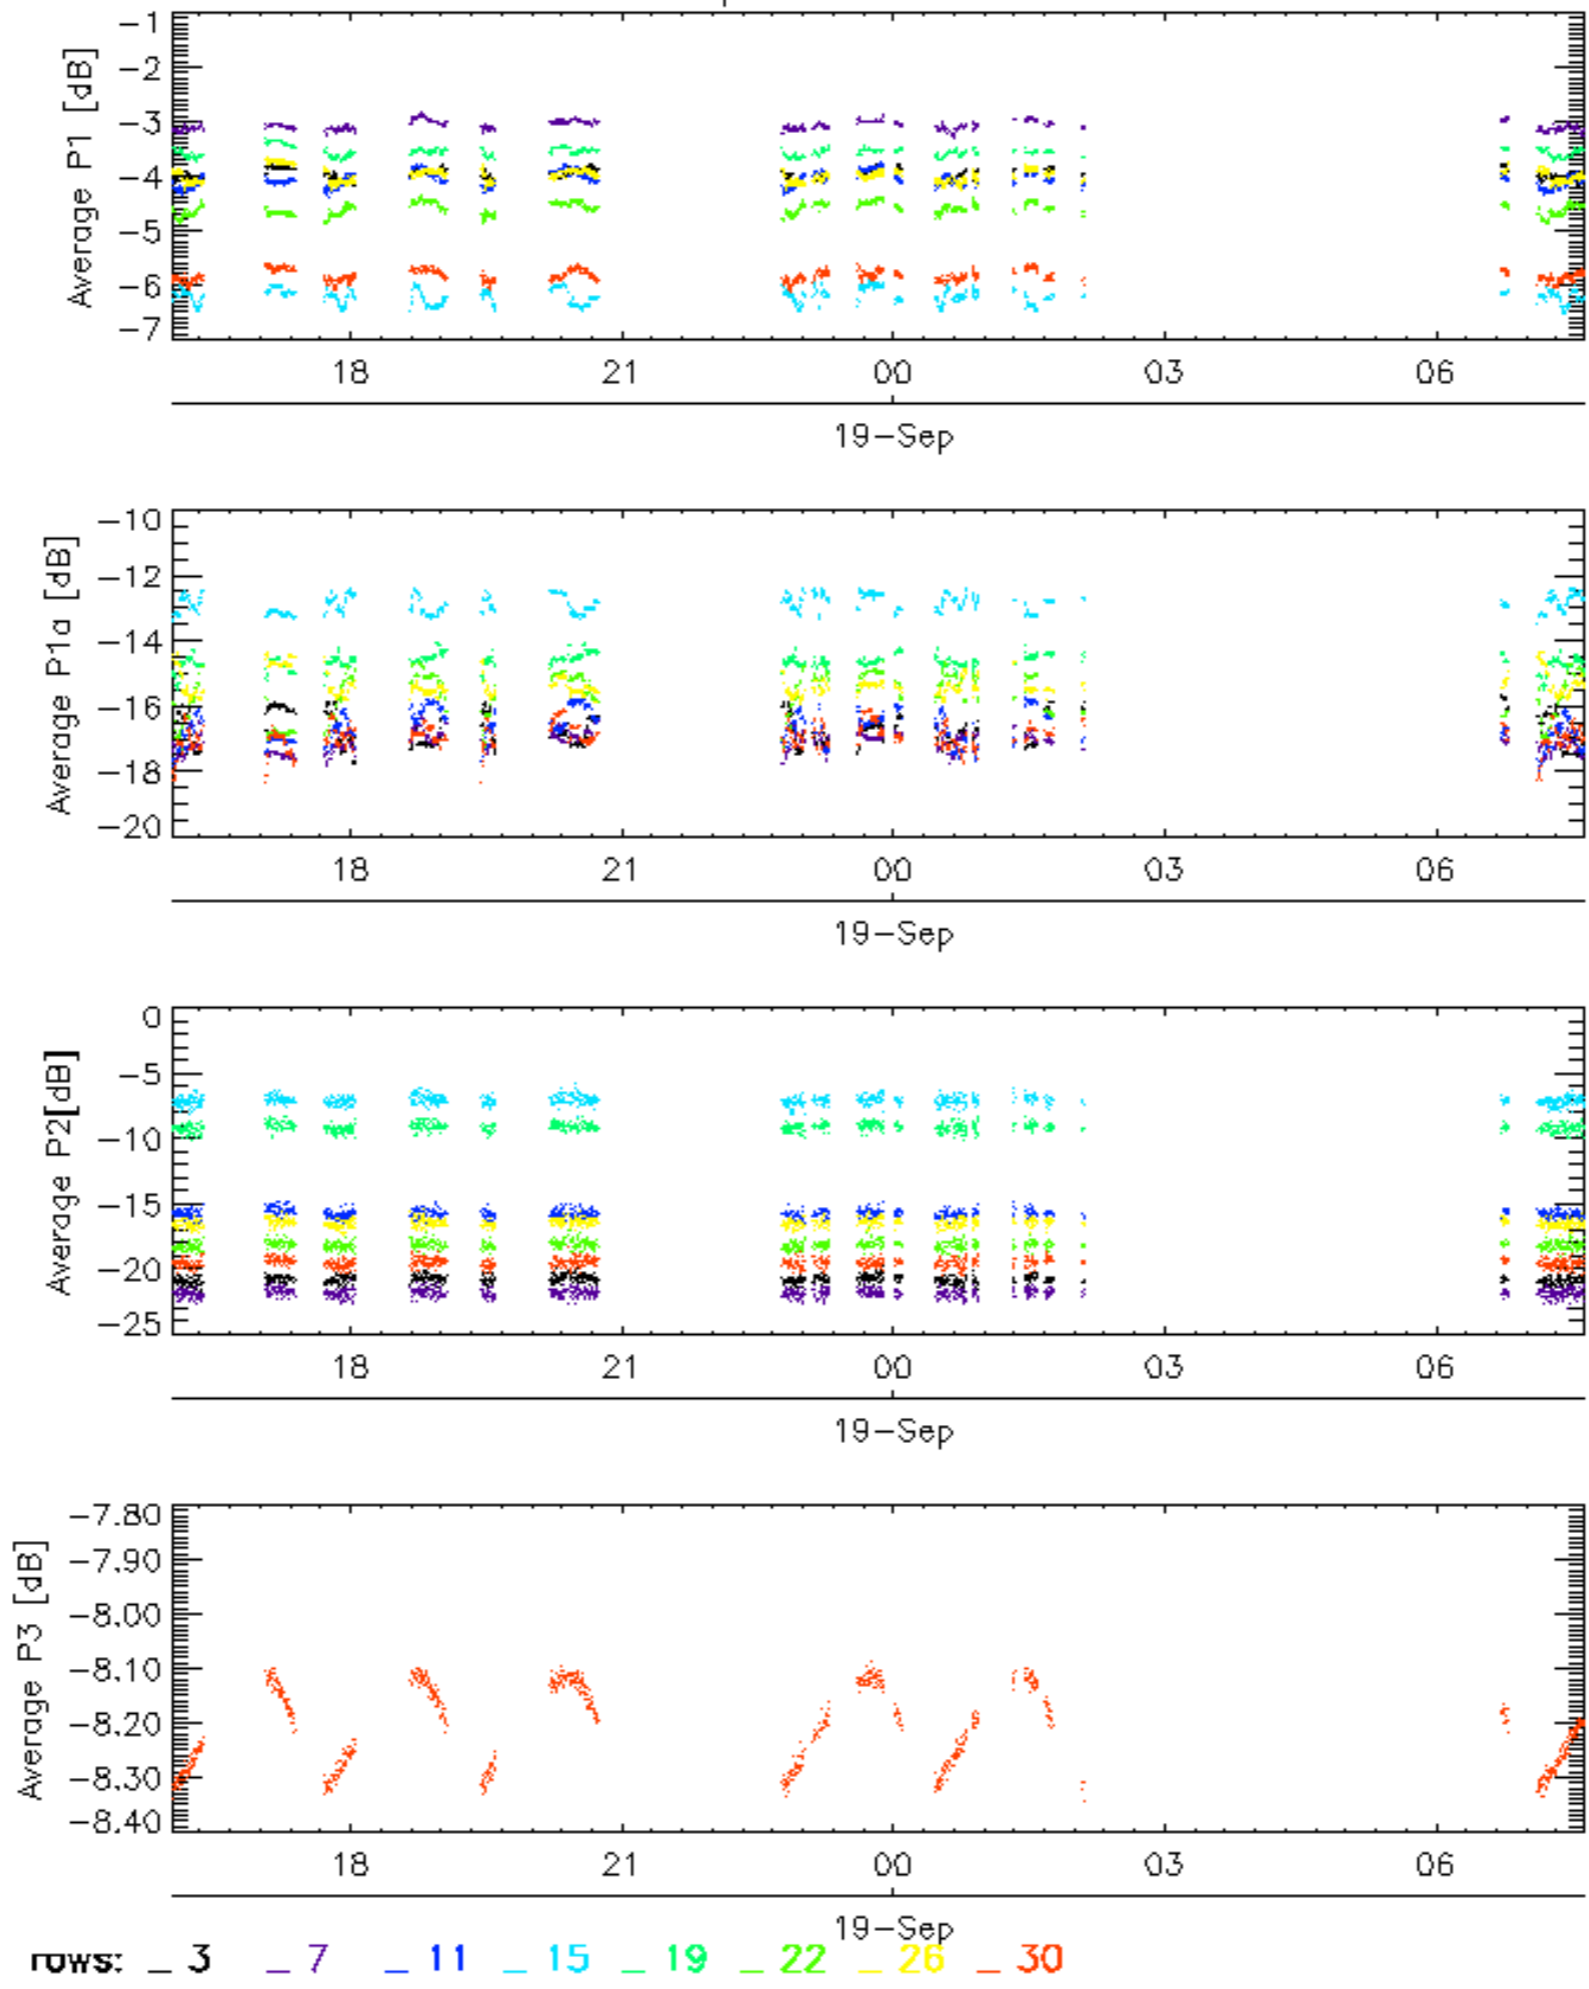 Average P1 [dB]
-1
-2
-3
-4
-5
-6
-7
18 21 00 03 06
19-Sep
Average P1a [dB]
-10
-12
-14
-16
-18
-20
18 21 00 03 06
19-Sep
Average P2[dB]
0
-5
-10
-15
-20
-25
18 21 00 03 06
19-Sep
Average P3 [dB]
-7.80
-7.90
-8.00
-8.10
-8.20
-8.30
-8.40
18 21 00 03 06
19-Sep
rows: _ 3 _ 7 _ 11 _ 15 _ 19 _ 22 _ 26 _ 30